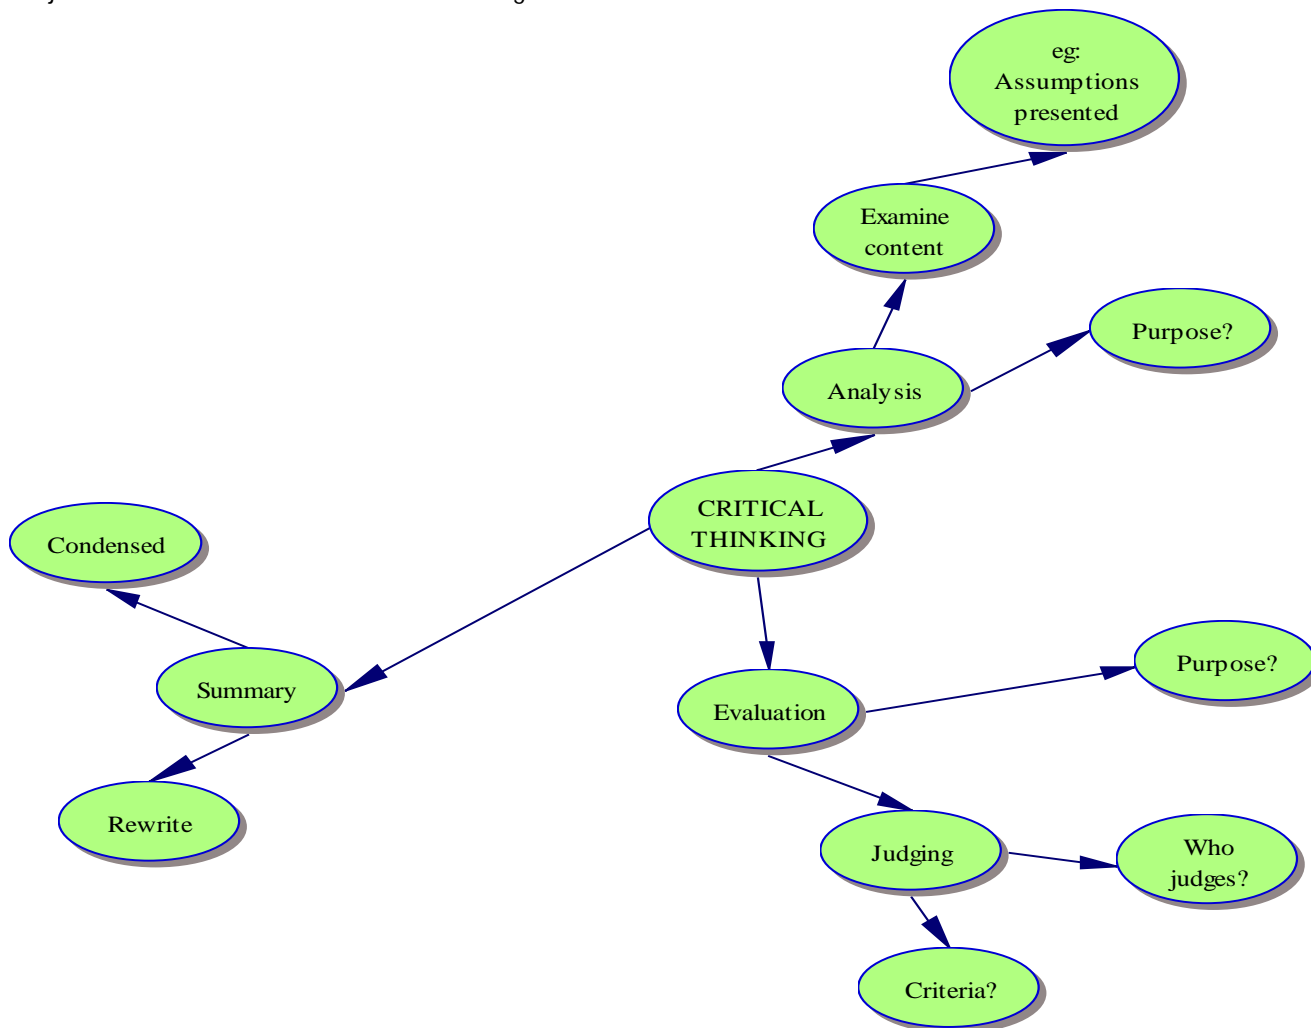 eg:
Assumptions
presented
Examine
content
Purpose?
Analysis
CRITICAL
THINKING
Condensed
Summary
Rewrite
Evaluation
Purpose?
Judging
Who
judges?
Criteria?